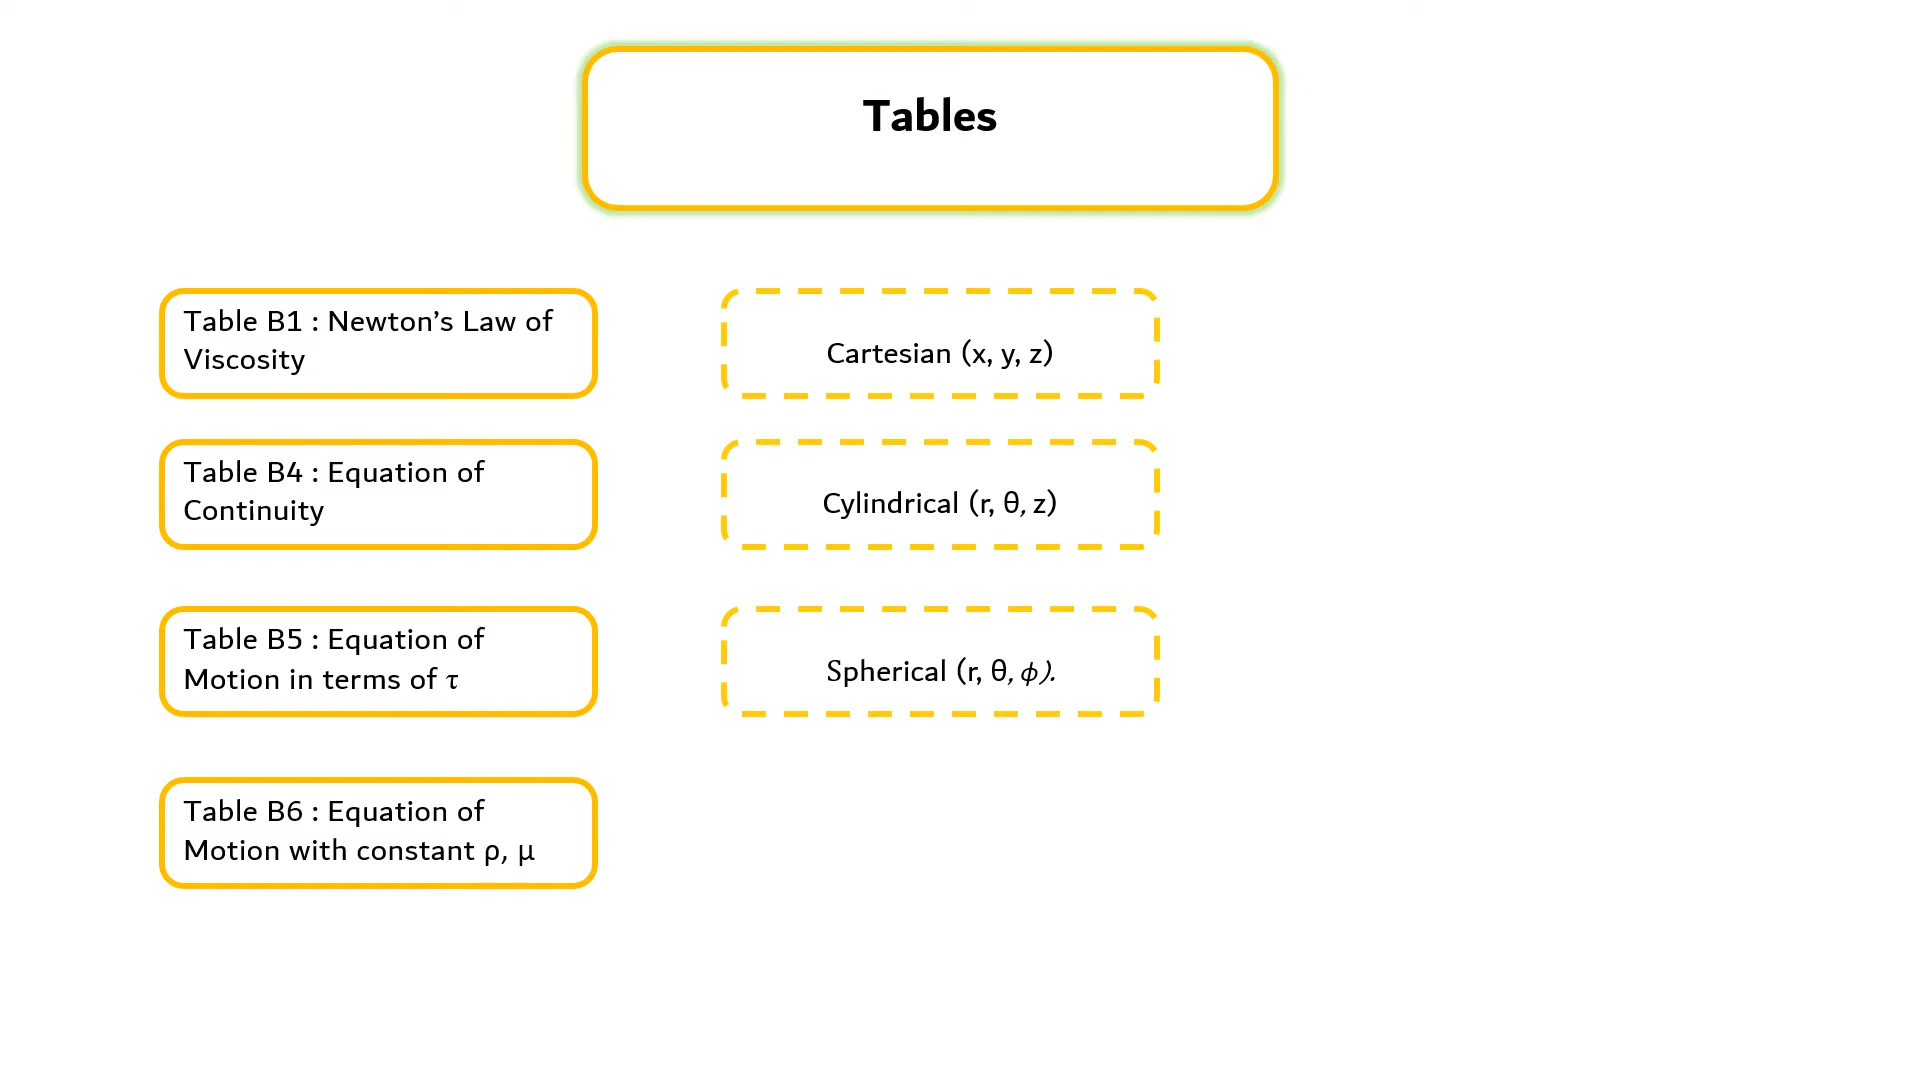 Tables
Table B1 : Newton’s Law of
Viscosity
Cartesian (x, y, z)
Table B4 : Equation of
Continuity
Cylindrical (r, θ, z)
Table B5 : Equation of
Motion in terms of τ
Spherical (r, θ, ϕ).
Table B6 : Equation of
Motion with constant ρ, μ